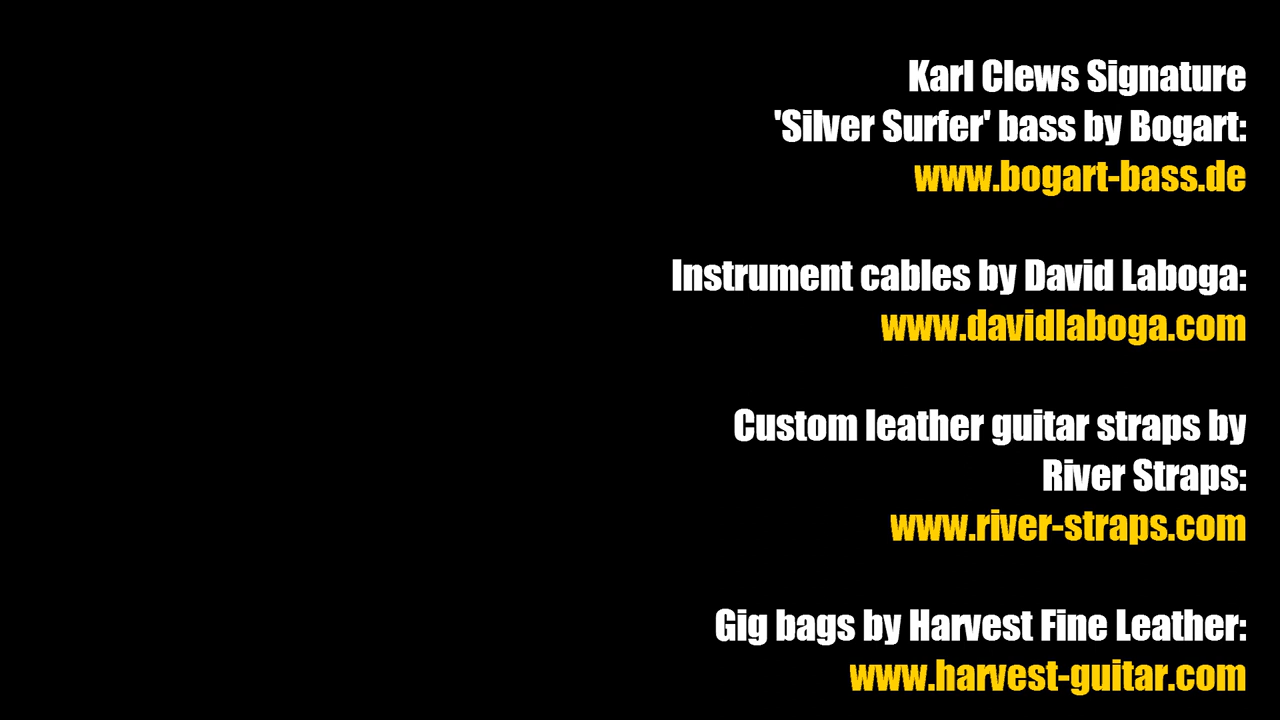 Karl Clews Signature
'Silver Surfer' bass by Bogart:
www.bogart-bass.de
Instrument cables by David Laboga:
www.davidlaboga.com
Custom leather guitar straps by
River Straps:
www.river-straps.com
Gig bags by Harvest Fine Leather:
www.harvest-guitar.com